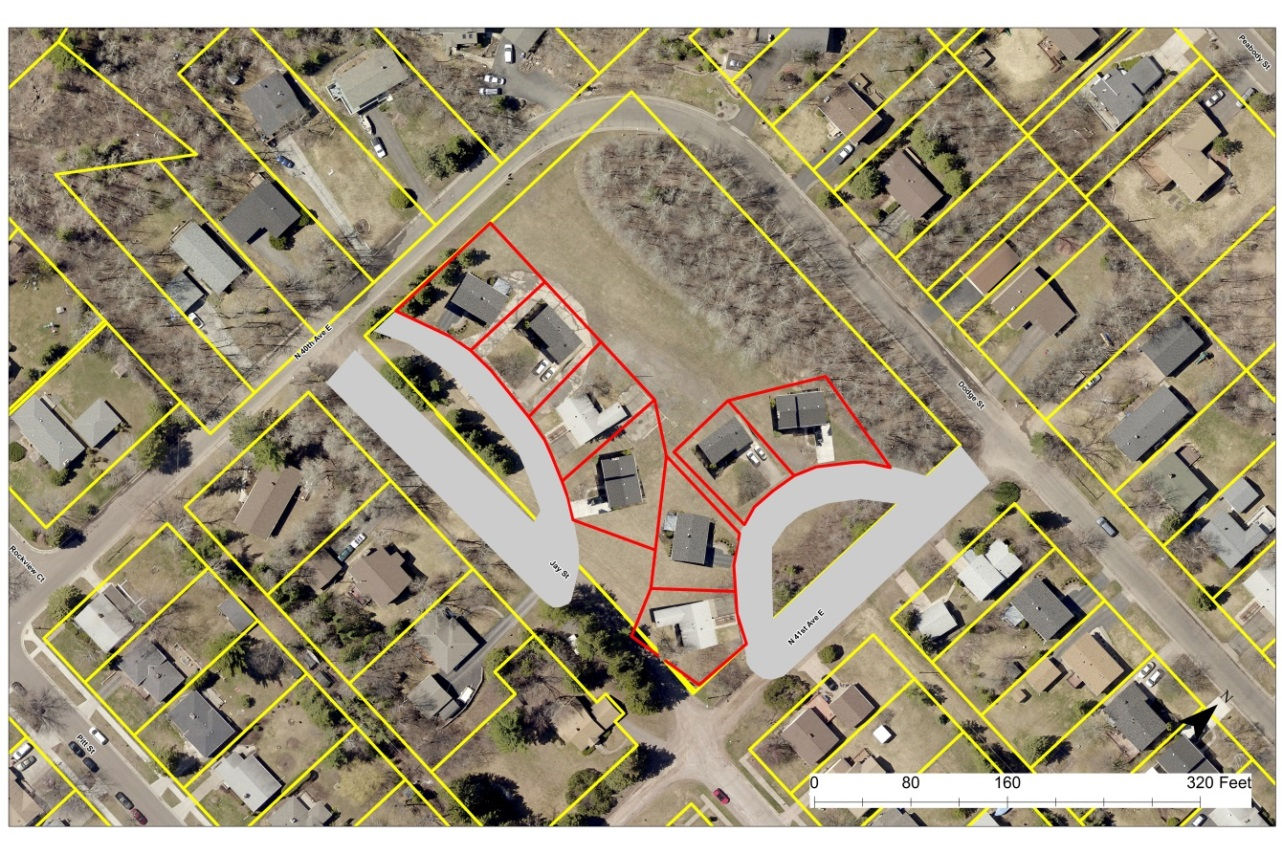 Peabody St
N 40th Ave E
Dodge St
Rockview Ct
Jay St
N 41st Ave E
N
Pitt St
0 80 160 320 Feet